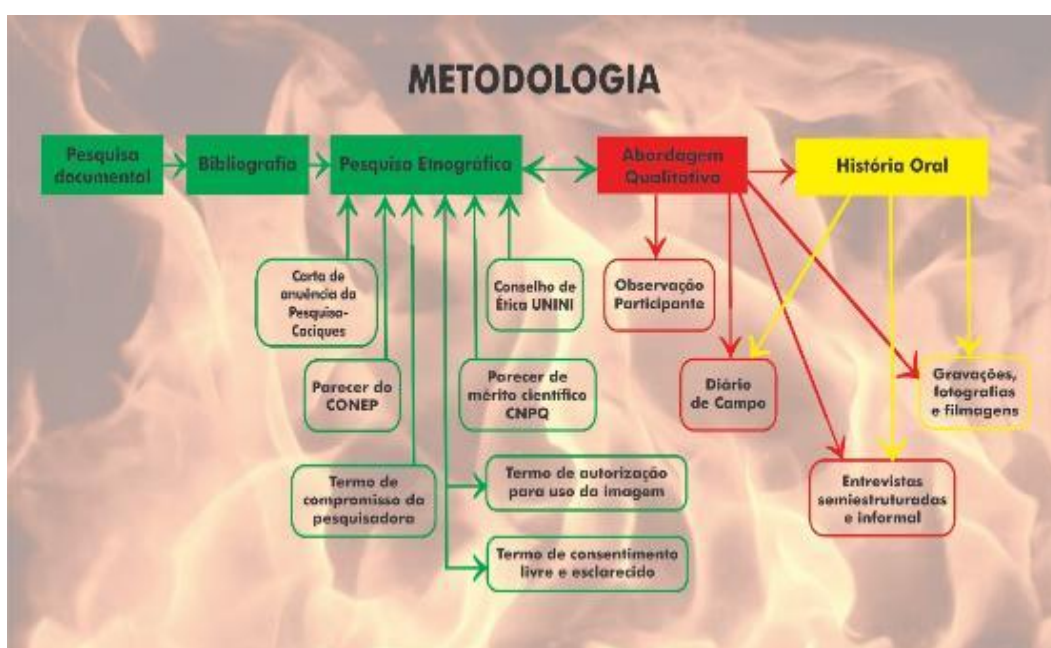 METODOLOGIA
Pesquisa
documental
Bibliografia
Pesquisa Etnográfica
Abordagem
Qualitativa
História Oral
Carta de
anuência da
Pesquisa-
Caciques
Conselho de
Ética UNINI
Observação
Participante
Parecer do
CONEP
Parecer de
mérito científico
CNPQ
Diário
de Campo
Gravações,
fotografias
e filmagens
Termo de
compromisso da
pesquisadora
Termo de autorização
para uso da imagem
Entrevistas
semiestruturadas
e informal
Termo de consentimento
livre e esclarecido